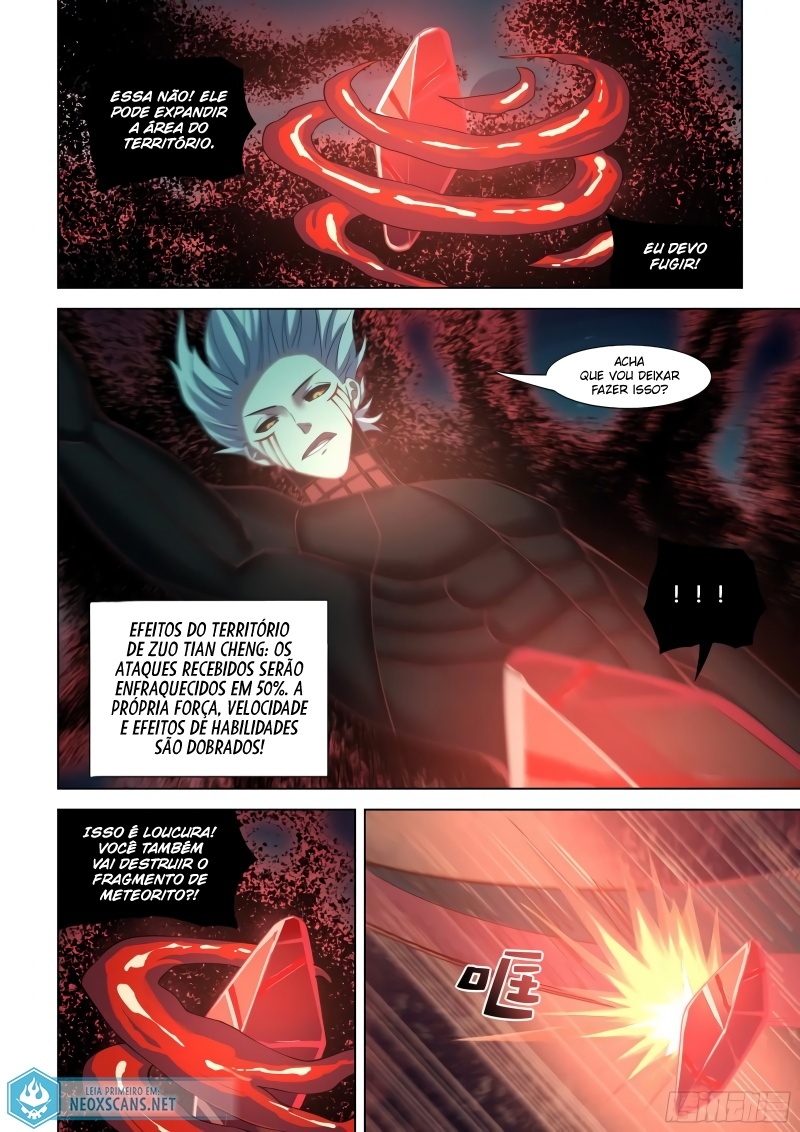 ESSA NÃO! ELE
PODE EXPANDIR
A ÁREA DO
TERRITÓRIO.
EU DEVO
FUGIR!
ACHA
QUE VOU DEIXAR
FAZER ISSO?
! ! !
EFEITOS DO TERRITÓRIO
DE ZUO TIAN CHENG: OS
ATAQUES RECEBIDOS SERÃO
ENFRAQUECIDOS EM 50%. A
PRÓPRIA FORÇA, VELOCIDADE
E EFEITOS DE HABILIDADES
SÃO DOBRADOS!
ISSO É LOUCURA!
VOCÊ TAMBÉM
VAI DESTRUIR O
FRAGMENTO DE
METEORITO?!
哐
LEIA PRIMEIRO EM:
NEOXSCANS.NET